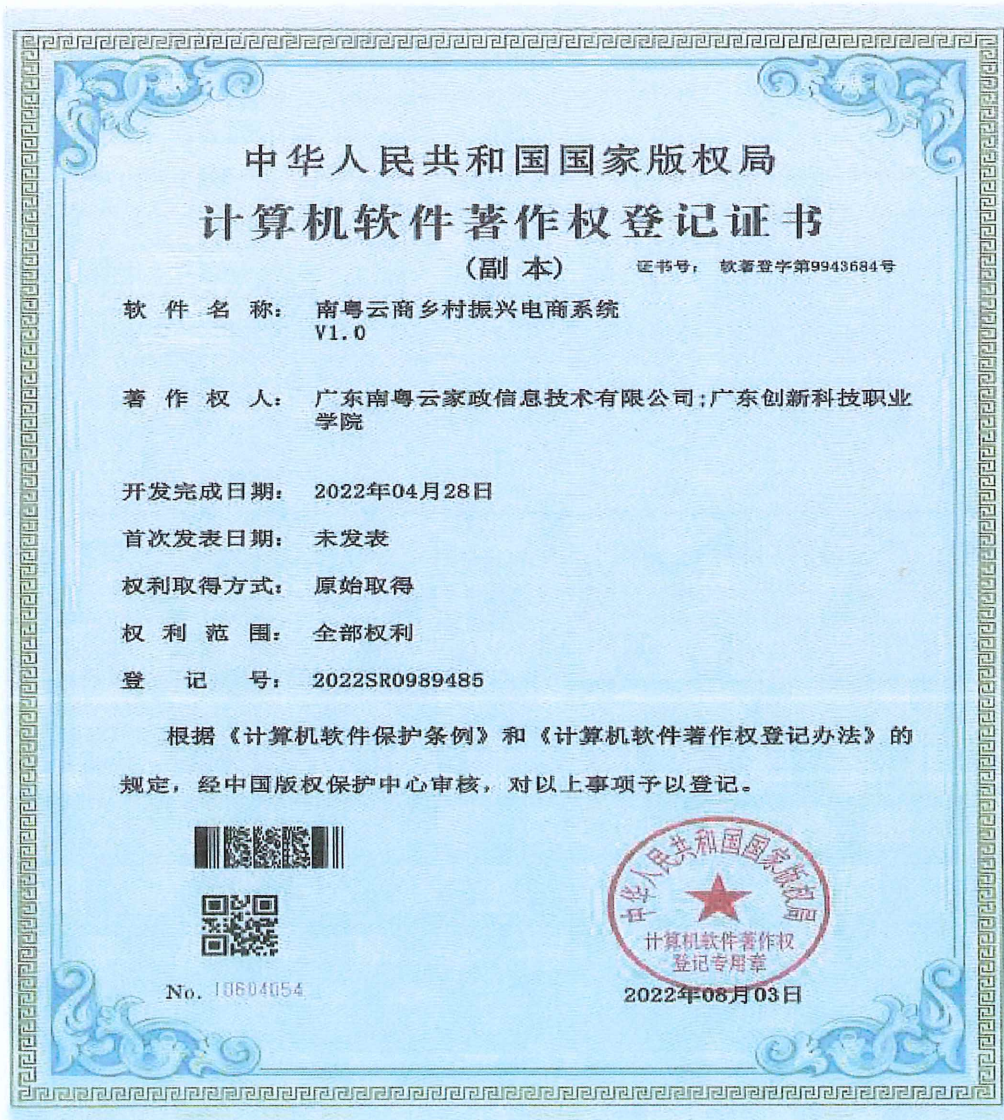 中华人民共和国国家版权局
计算机软件著作权登记证书
(副 本)
证书号： 软著登字第9943684号
软 件 名 称： 南粤云商乡村振兴电商系统
V1.0
著 作 权 人： 广东南粤云家政信息技术有限公司;广东创新科技职业
学院
开发完成日期： 2022年04月28日
首次发表日期： 未发表
权利取得方式： 原始取得
权 利 范 围： 全部权利
登 记 号： 2022SR0989485
根据《计算机软件保护条例》和《计算机软件著作权登记办法》的
规定，经中国版权保护中心审核，对以上事项予以登记。
中华人民共和国国家版权局
计算机软件著作权
登记专用章
No. 10604054
2022年08月03日